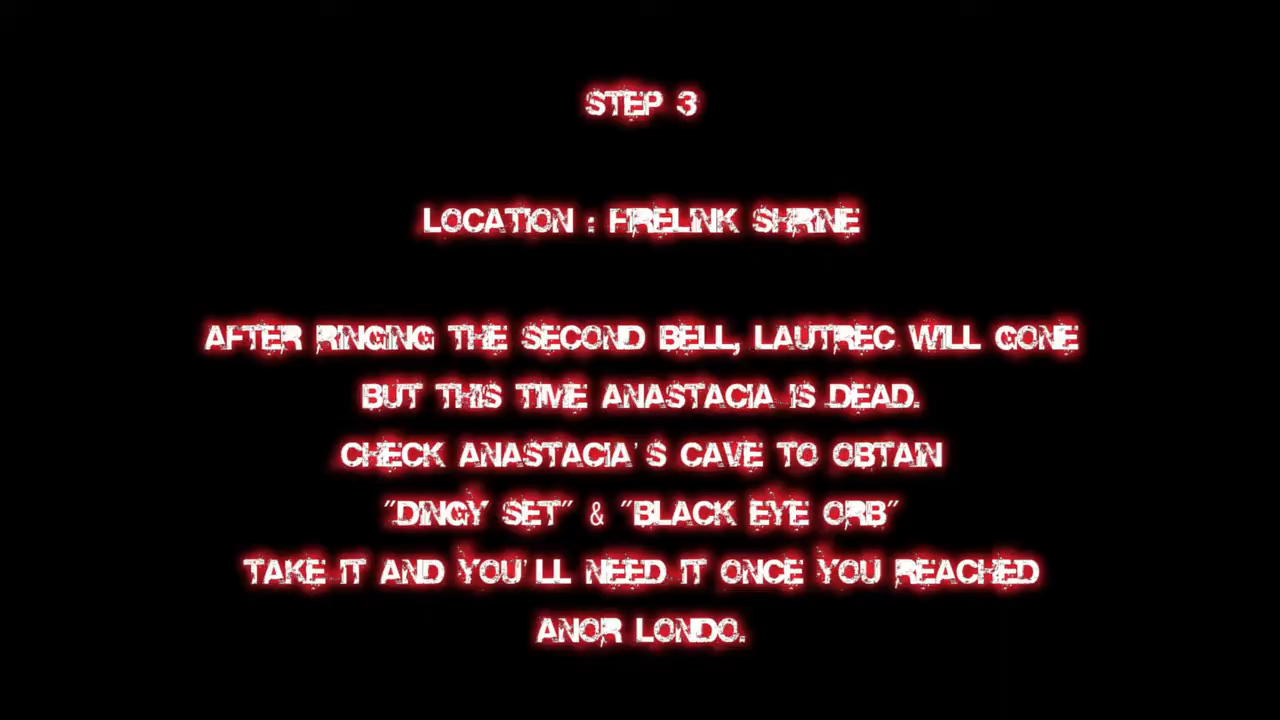 STEP 3
LOCATION : FIRELINK SHRINE
AFTER RINGING THE SECOND BELL, LAUTREC WILL GONE
BUT THIS TIME ANASTACIA IS DEAD.
CHECK ANASTACIA'S CAVE TO OBTAIN
"DINGY SET" & "BLACK EYE ORB"
TAKE IT AND YOU'LL NEED IT ONCE YOU REACHED
ANOR LONDO.